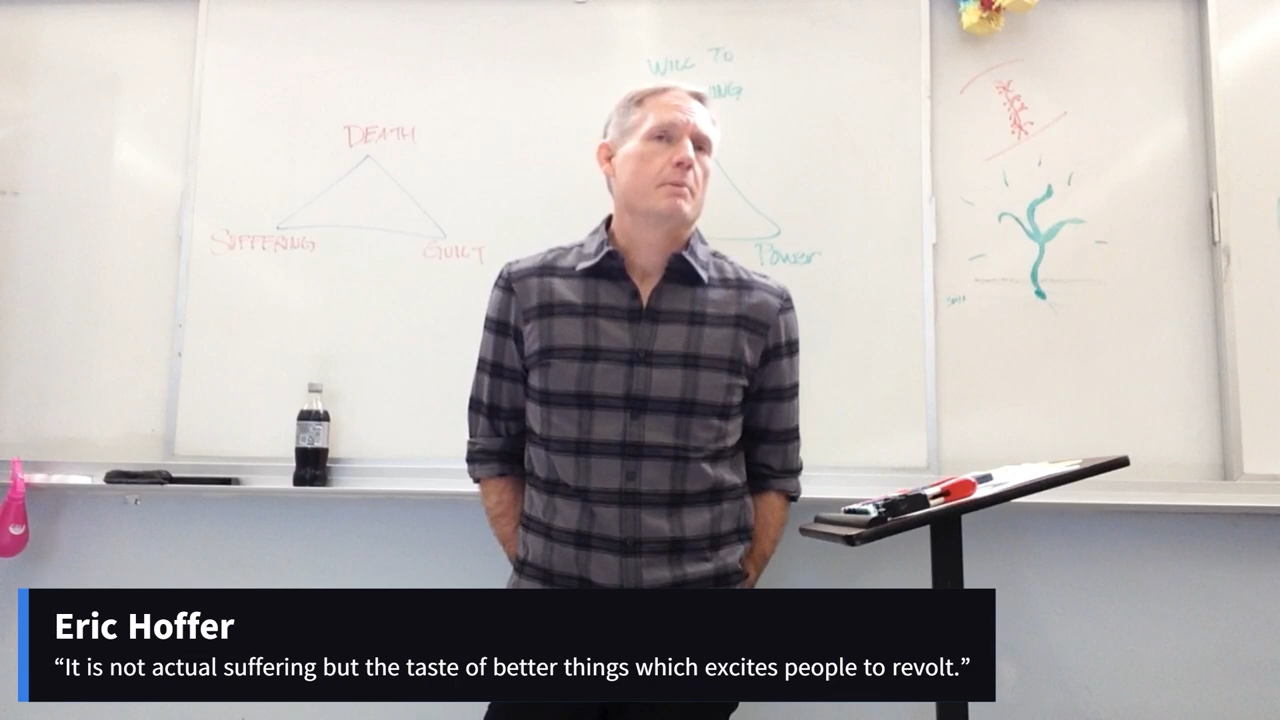 WILL TO
ING
DEATH
SUFFERING
GUILT
Power
Eric Hoffer
“It is not actual suffering but the taste of better things which excites people to revolt.”